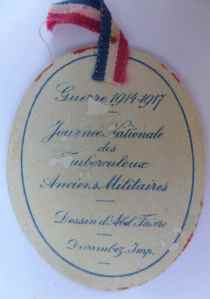 Guerre 1914-1917
Journée Nationale
des
Tuberculeux
Anciens Militaires
Dessin d'Abel Faivre
Devambez Imp.